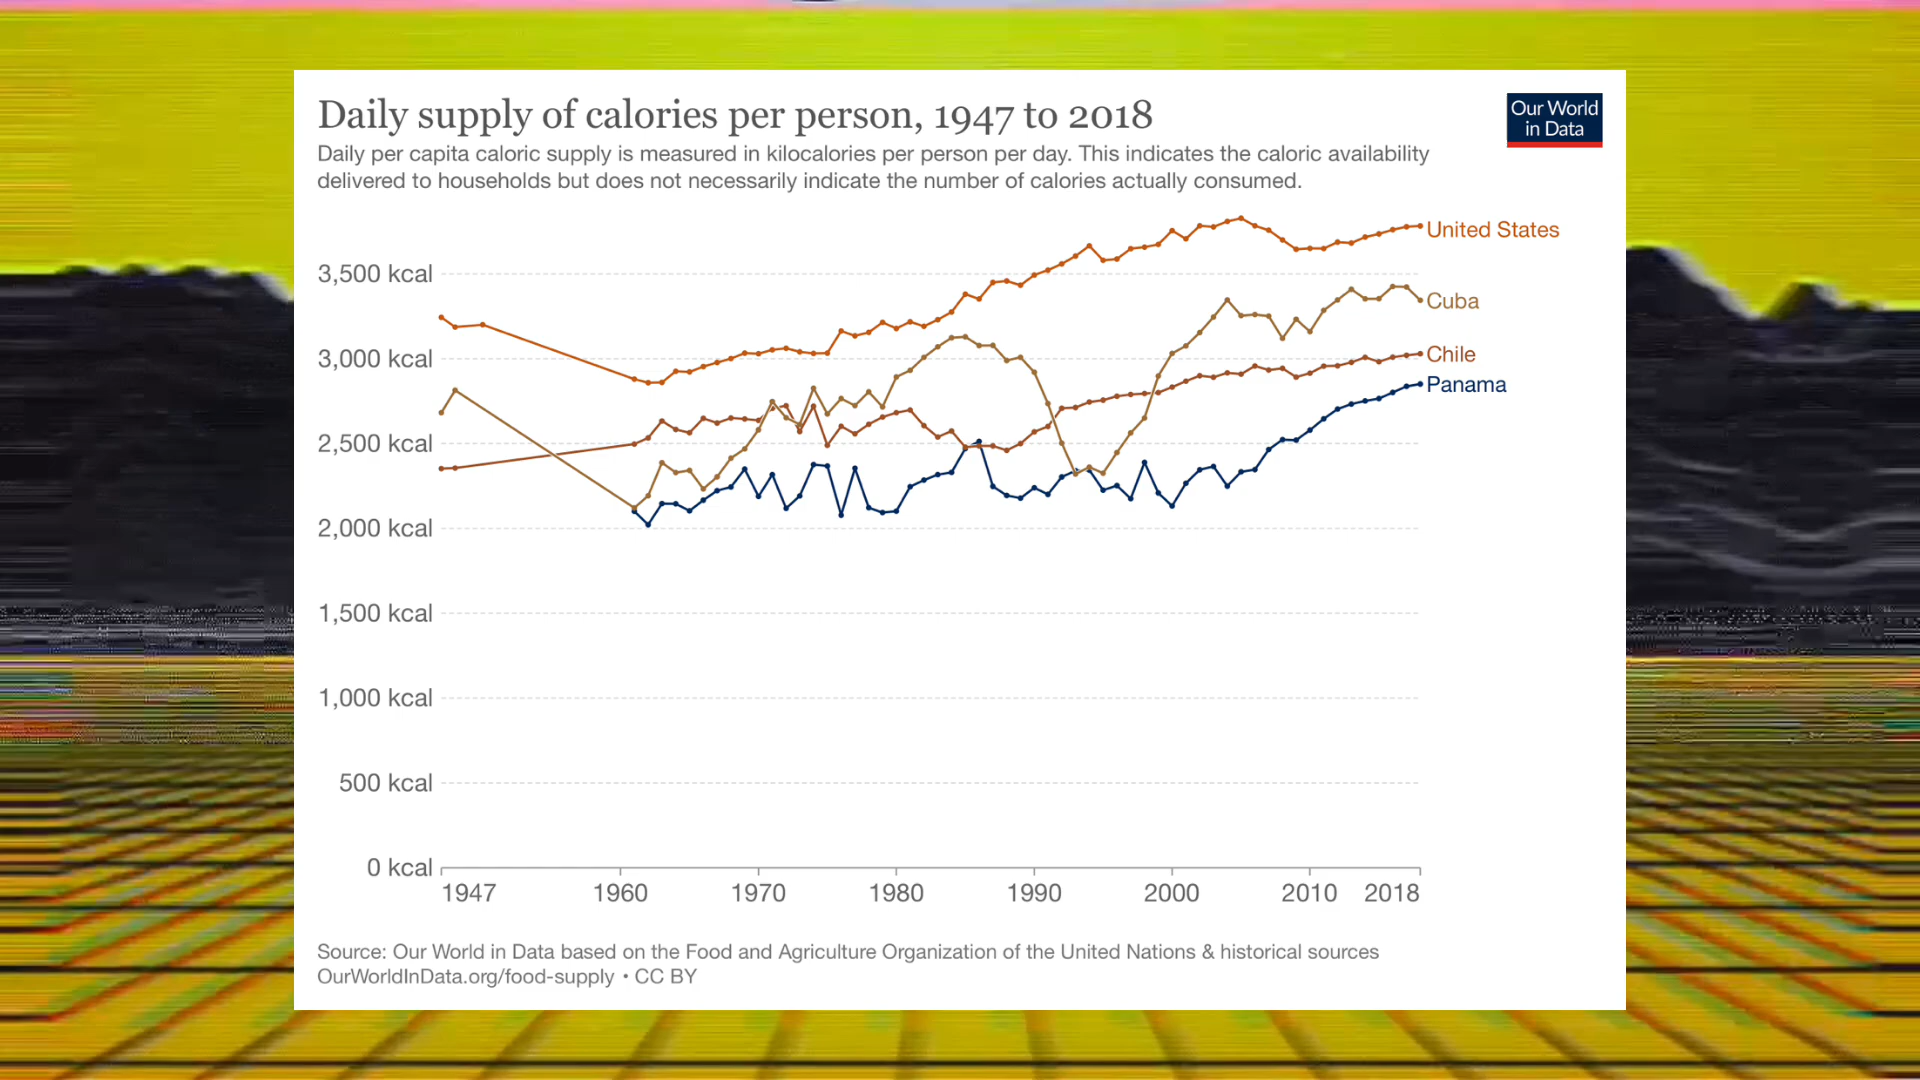 Daily supply of calories per person, 1947 to 2018
Our World
in Data
Daily per capita caloric supply is measured in kilocalories per person per day. This indicates the caloric availability
delivered to households but does not necessarily indicate the number of calories actually consumed.
United States
3,500 kcal
Cuba
3,000 kcal
Chile
Panama
2,500 kcal
2,000 kcal
1,500 kcal
1,000 kcal
500 kcal
0 kcal
1947 1960 1970 1980 1990 2000 2010 2018
Source: Our World in Data based on the Food and Agriculture Organization of the United Nations & historical sources
OurWorldInData.org/food-supply • CC BY